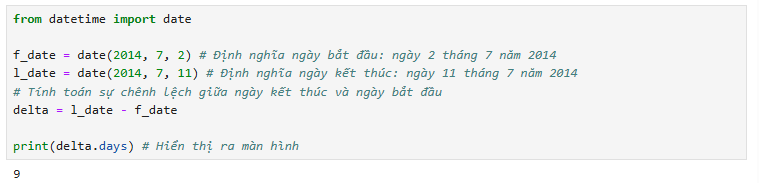 from datetime import date
f_date = date(2014, 7, 2) # Định nghĩa ngày bắt đầu: ngày 2 tháng 7 năm 2014
l_date = date(2014, 7, 11) # Định nghĩa ngày kết thúc: ngày 11 tháng 7 năm 2014
# Tính toán sự chênh lệch giữa ngày kết thúc và ngày bắt đầu
delta = l_date - f_date
print(delta.days) # Hiển thị ra màn hình
9